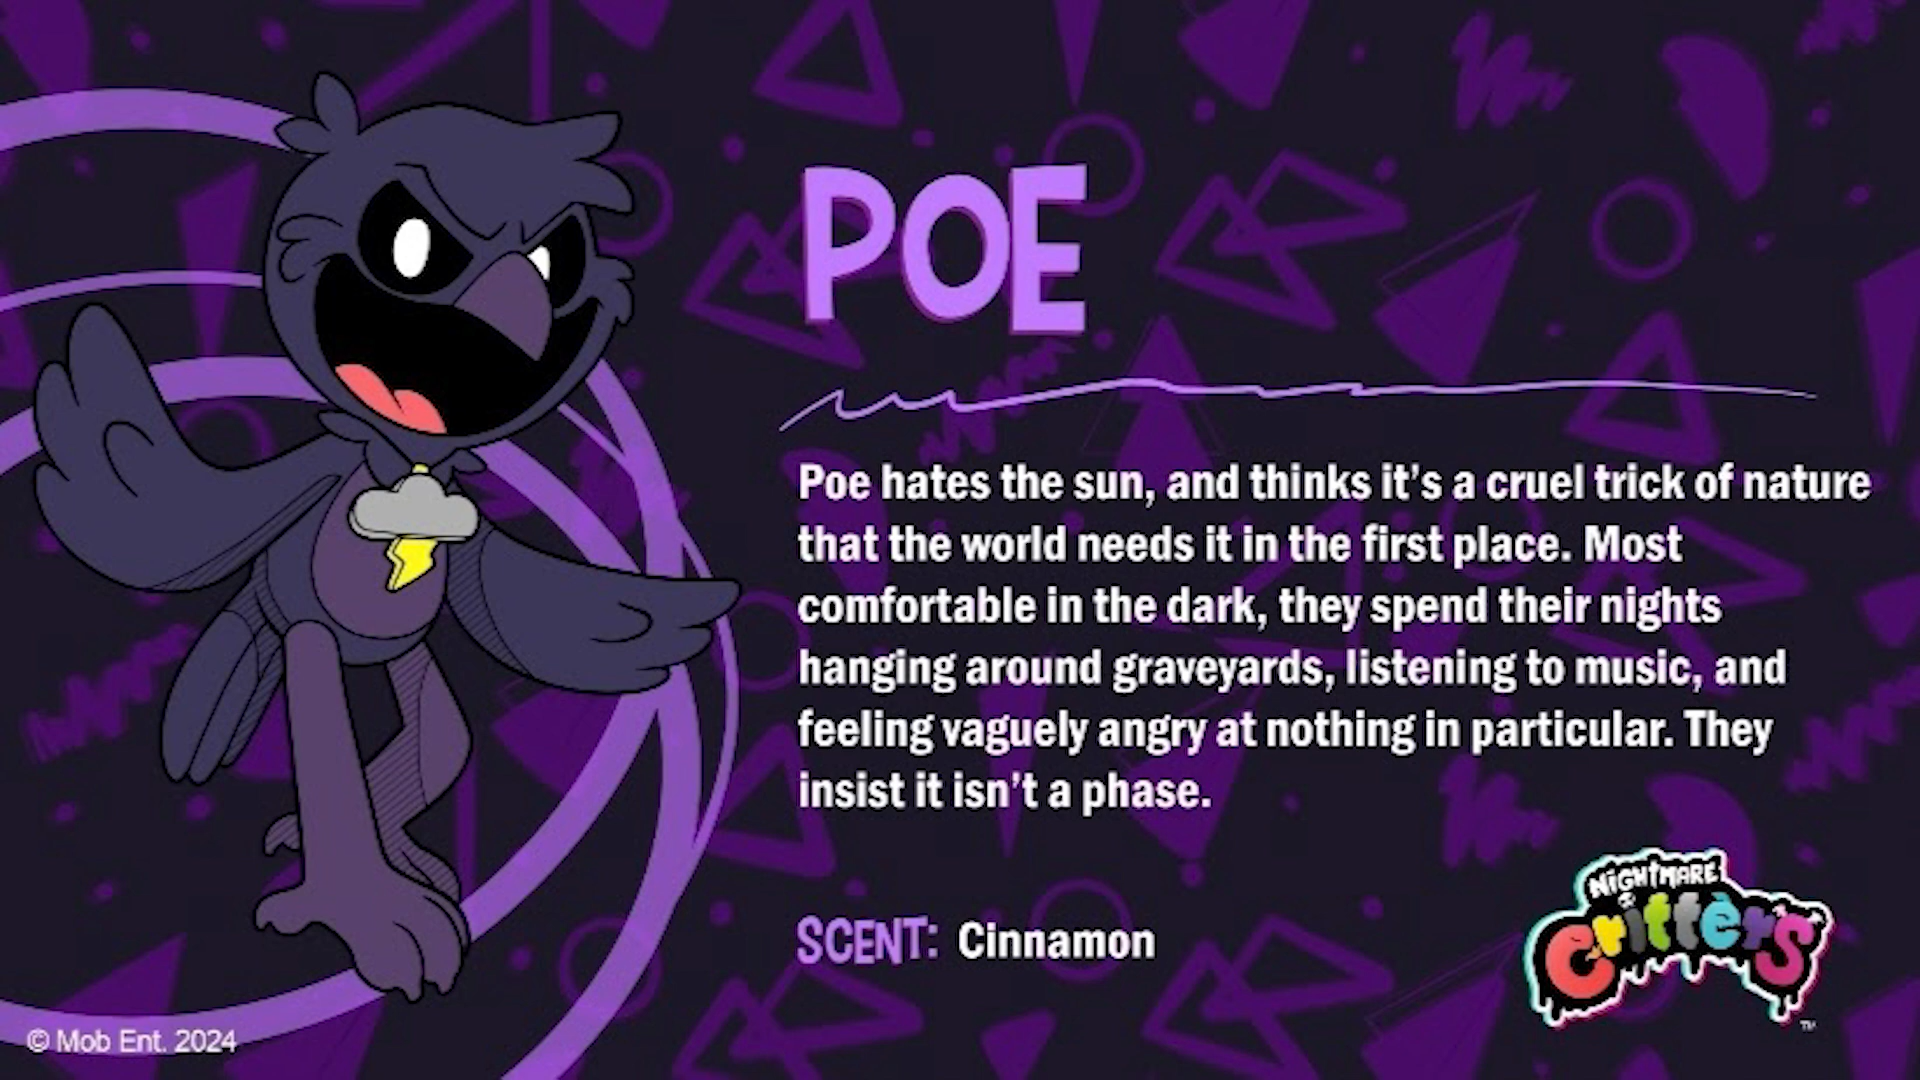 POE
Poe hates the sun, and thinks it’s a cruel trick of nature
that the world needs it in the first place. Most
comfortable in the dark, they spend their nights
hanging around graveyards, listening to music, and
feeling vaguely angry at nothing in particular. They
insist it isn’t a phase.
SCENT: Cinnamon
NIGHTMARE
Critters
TM
© Mob Ent. 2024